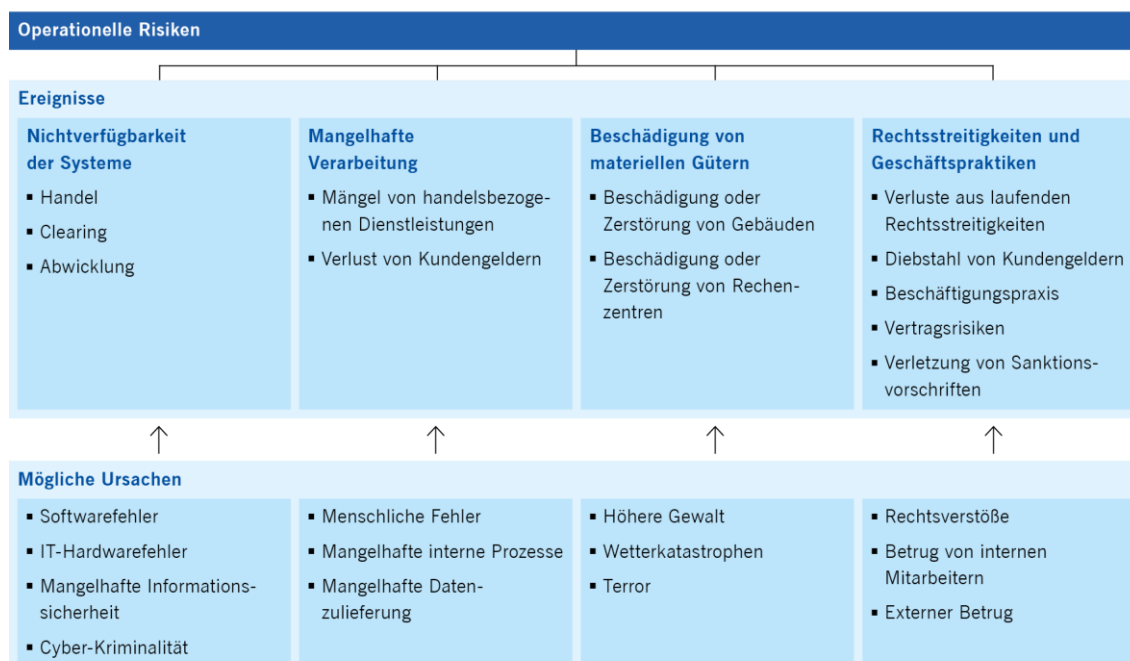 Operationelle Risiken
Ereignisse
Nichtverfügbarkeit
der Systeme
▪ Handel
▪ Clearing
▪ Abwicklung
Mangelhafte
Verarbeitung
▪ Mängel von handelsbezoge-
nen Dienstleistungen
▪ Verlust von Kundengeldern
Beschädigung von
materiellen Gütern
▪ Beschädigung oder
Zerstörung von Gebäuden
▪ Beschädigung oder
Zerstörung von Rechen-
zentren
Rechtsstreitigkeiten und
Geschäftspraktiken
▪ Verluste aus laufenden
Rechtsstreitigkeiten
▪ Diebstahl von Kundengeldern
▪ Beschäftigungspraxis
▪ Vertragsrisiken
▪ Verletzung von Sanktions-
vorschriften
Mögliche Ursachen
▪ Softwarefehler
▪ IT-Hardwarefehler
▪ Mangelhafte Informations-
sicherheit
▪ Cyber-Kriminalität
▪ Menschliche Fehler
▪ Mangelhafte interne Prozesse
▪ Mangelhafte Daten-
zulieferung
▪ Höhere Gewalt
▪ Wetterkatastrophen
▪ Terror
▪ Rechtsverstöße
▪ Betrug von internen
Mitarbeitern
▪ Externer Betrug